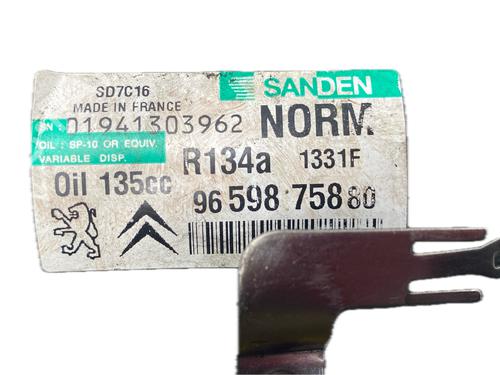 SD7C16
SANDEN
MADE IN FRANCE
S/N: 01941303962 NORM.
OIL : SP-10 OR EQUIV.
VARIABLE DISP.
R134a 1331F
Oil 135cc
96 598 758 80